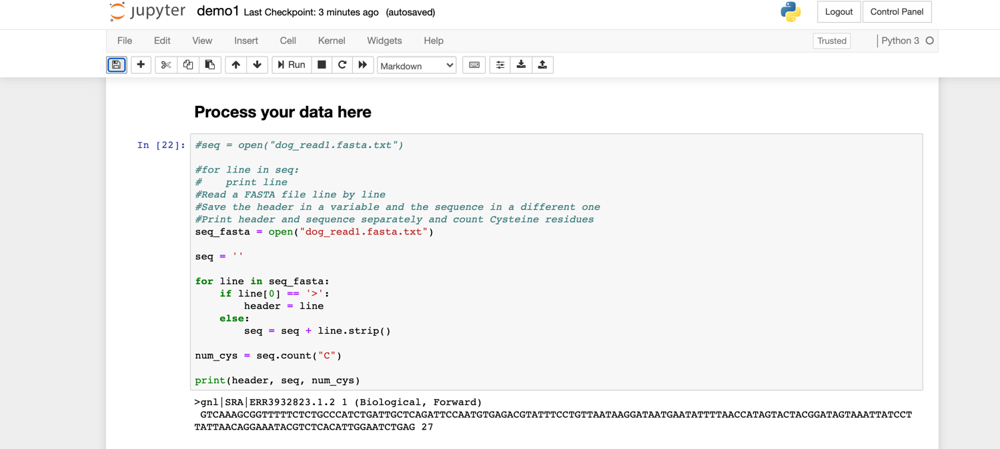 jupyter demo1 Last Checkpoint: 3 minutes ago (autosaved) Logout Control Panel
File Edit View Insert Cell Kernel Widgets Help Trusted Python 3
Run Markdown
Process your data here
In [22]: #seq = open("dog_read1.fasta.txt")
#for line in seq:
#    print line
#Read a FASTA file line by line
#Save the header in a variable and the sequence in a different one
#Print header and sequence separately and count Cysteine residues
seq_fasta = open("dog_read1.fasta.txt")
seq = ''
for line in seq_fasta:
    if line[0] == '>':
        header = line
    else:
        seq = seq + line.strip()
num_cys = seq.count("C")
print(header, seq, num_cys)
>gnl|SRA|ERR3932823.1.2 1 (Biological, Forward)
GTCAAAGCGGTTTTTCTCTGCCCATCTGATTGCTCAGATTCCAATGTGAGACGTATTTCCTGTTAATAAGGATAATGAATATTTTAACCATAGTACTACGGATAGTAAATTATCCT
TATTAACAGGAAATACGTCTCACATTGGAATCTGAG 27